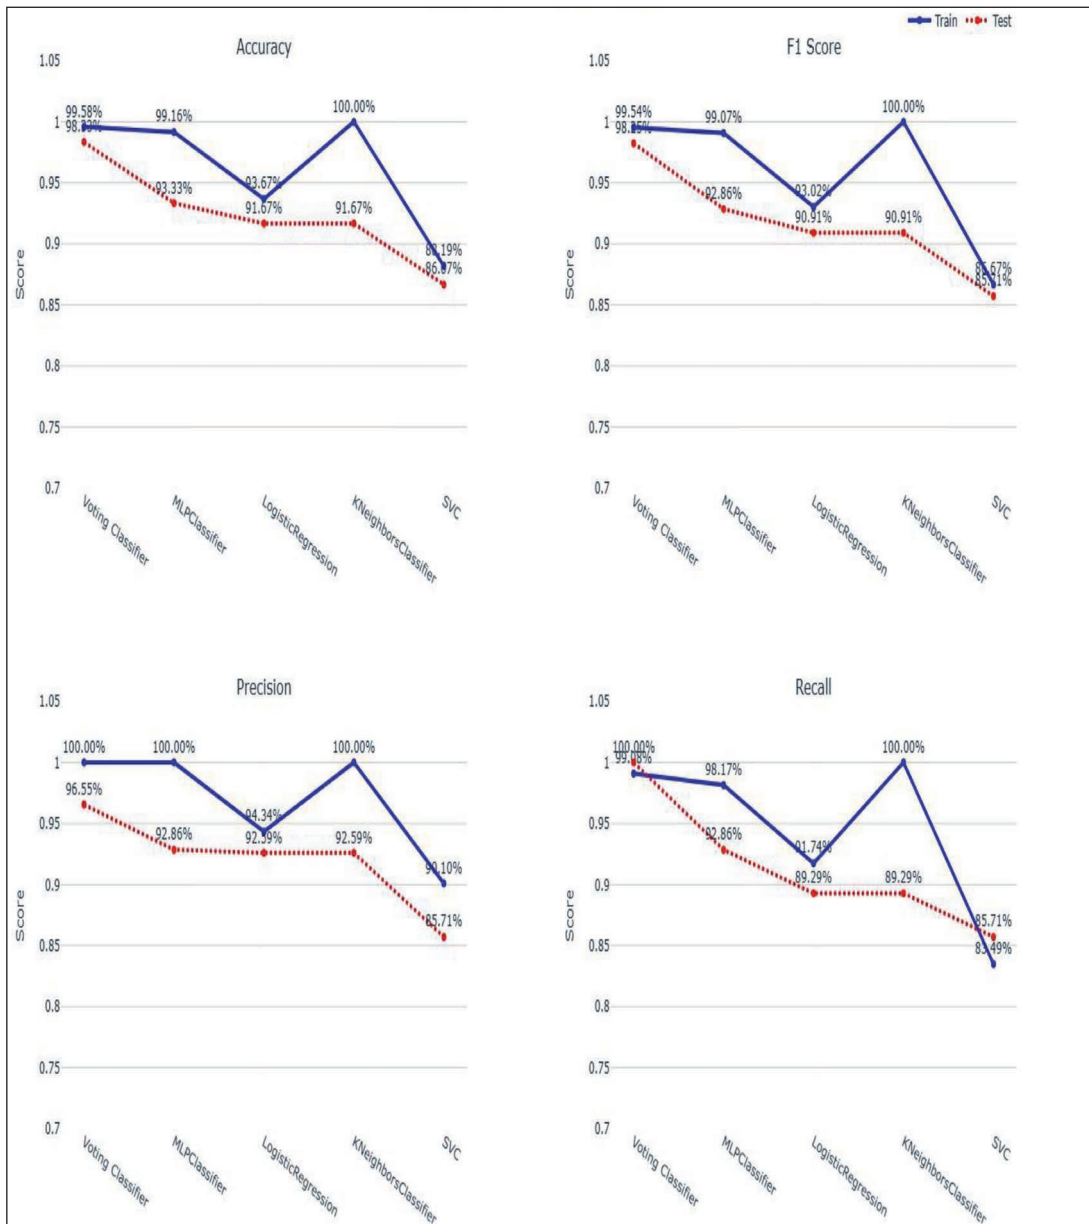 Train Test
Accuracy
1.05
1
0.95
0.9
0.85
0.8
0.75
0.7
Score
99.58%
99.16%
93.67%
100.00%
93.33%
91.67%
91.67%
Voting Classifier
MLPClassifier
LogisticRegression
KNeighborsClassifier
SVC
F1 Score
1.05
1
0.95
0.9
0.85
0.8
0.75
0.7
Score
99.54%
99.07%
93.02%
100.00%
92.86%
90.91%
90.91%
Voting Classifier
MLPClassifier
LogisticRegression
KNeighborsClassifier
SVC
Precision
1.05
1
0.95
0.9
0.85
0.8
0.75
0.7
Score
100.00%
100.00%
94.34%
100.00%
90.10%
96.55%
92.86%
92.59%
92.59%
85.71%
Voting Classifier
MLPClassifier
LogisticRegression
KNeighborsClassifier
SVC
Recall
1.05
1
0.95
0.9
0.85
0.8
0.75
0.7
Score
100.00%
99.08%
98.17%
91.74%
100.00%
83.49%
92.86%
89.29%
89.29%
85.71%
Voting Classifier
MLPClassifier
LogisticRegression
KNeighborsClassifier
SVC